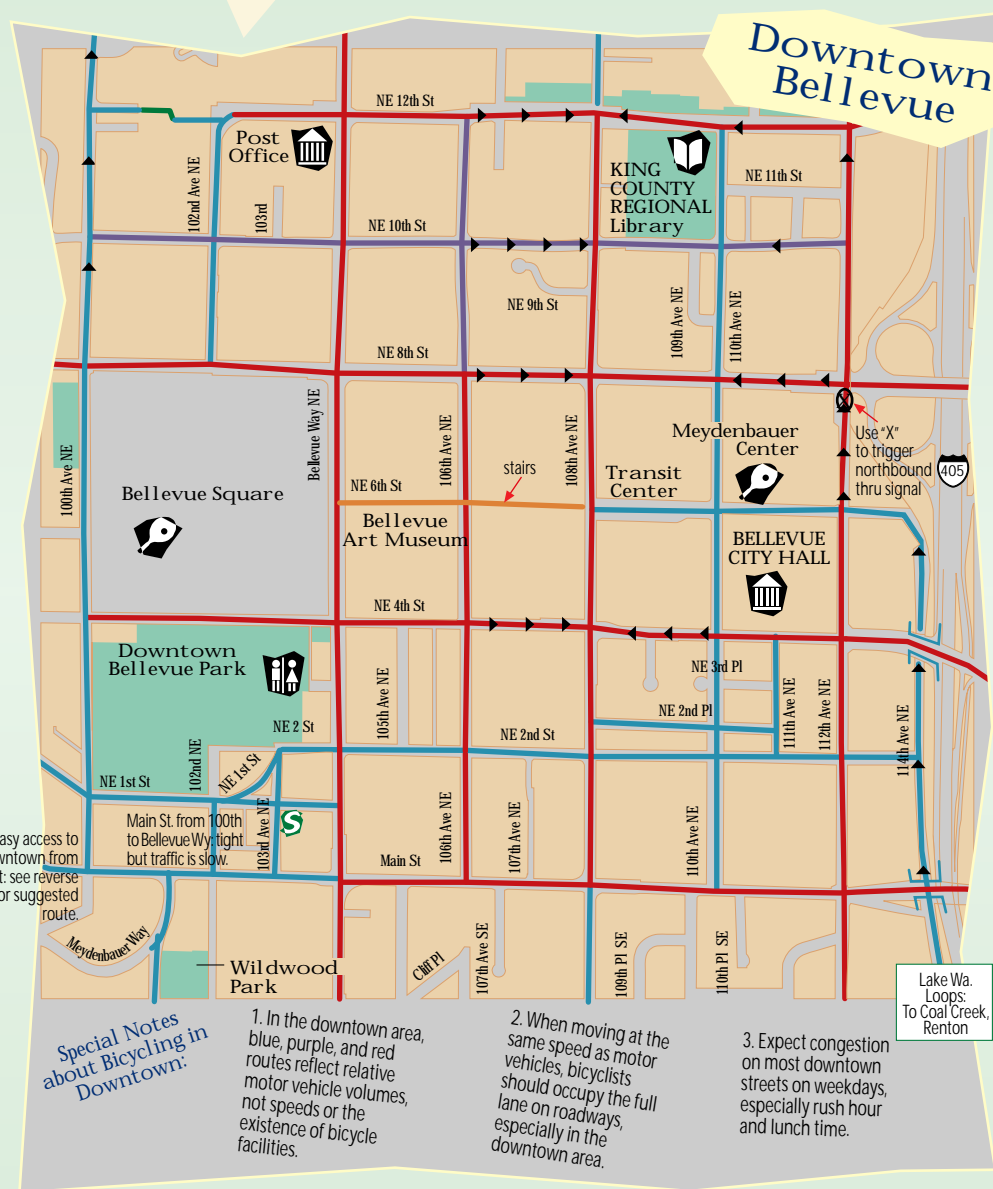 Downtown
Bellevue
NE 12th St
Post
Office
102nd Ave NE
103rd
KING
COUNTY
REGIONAL
Library
NE 11th St
NE 10th St
NE 9th St
109th Ave NE
110th Ave NE
NE 8th St
Bellevue Way NE
106th Ave NE
108th Ave NE
100th Ave NE
Meydenbauer
Center
X
Use "X"
to trigger
northbound
thru signal
405
Bellevue Square
stairs
NE 6th St
Transit
Center
Bellevue
Art Museum
BELLEVUE
CITY HALL
NE 4th St
Downtown
Bellevue Park
105th Ave NE
NE 3rd Pl
NE 2nd Pl
111th Ave NE
112th Ave NE
114th Ave NE
NE 2 St
NE 2nd St
102nd NE
NE 1st St
NE 1st St
103rd Ave NE
S
Main St. from 100th
to Bellevue Wy: tight
but traffic is slow.
106th Ave NE
107th Ave NE
110th Ave NE
Main St
asy access to
wntown from
t: see reverse
or suggested
route.
Meydenbauer Way
Wildwood
Park
Cliff Pl
107th Ave SE
109th Pl SE
110th Pl SE
Lake Wa.
Loops:
To Coal Creek,
Renton
Special Notes
about Bicycling in
Downtown:
1. In the downtown area,
blue, purple, and red
routes reflect relative
motor vehicle volumes,
not speeds or the
existence of bicycle
facilities.
2. When moving at the
same speed as motor
vehicles, bicyclists
should occupy the full
lane on roadways,
especially in the
downtown area.
3. Expect congestion
on most downtown
streets on weekdays,
especially rush hour
and lunch time.